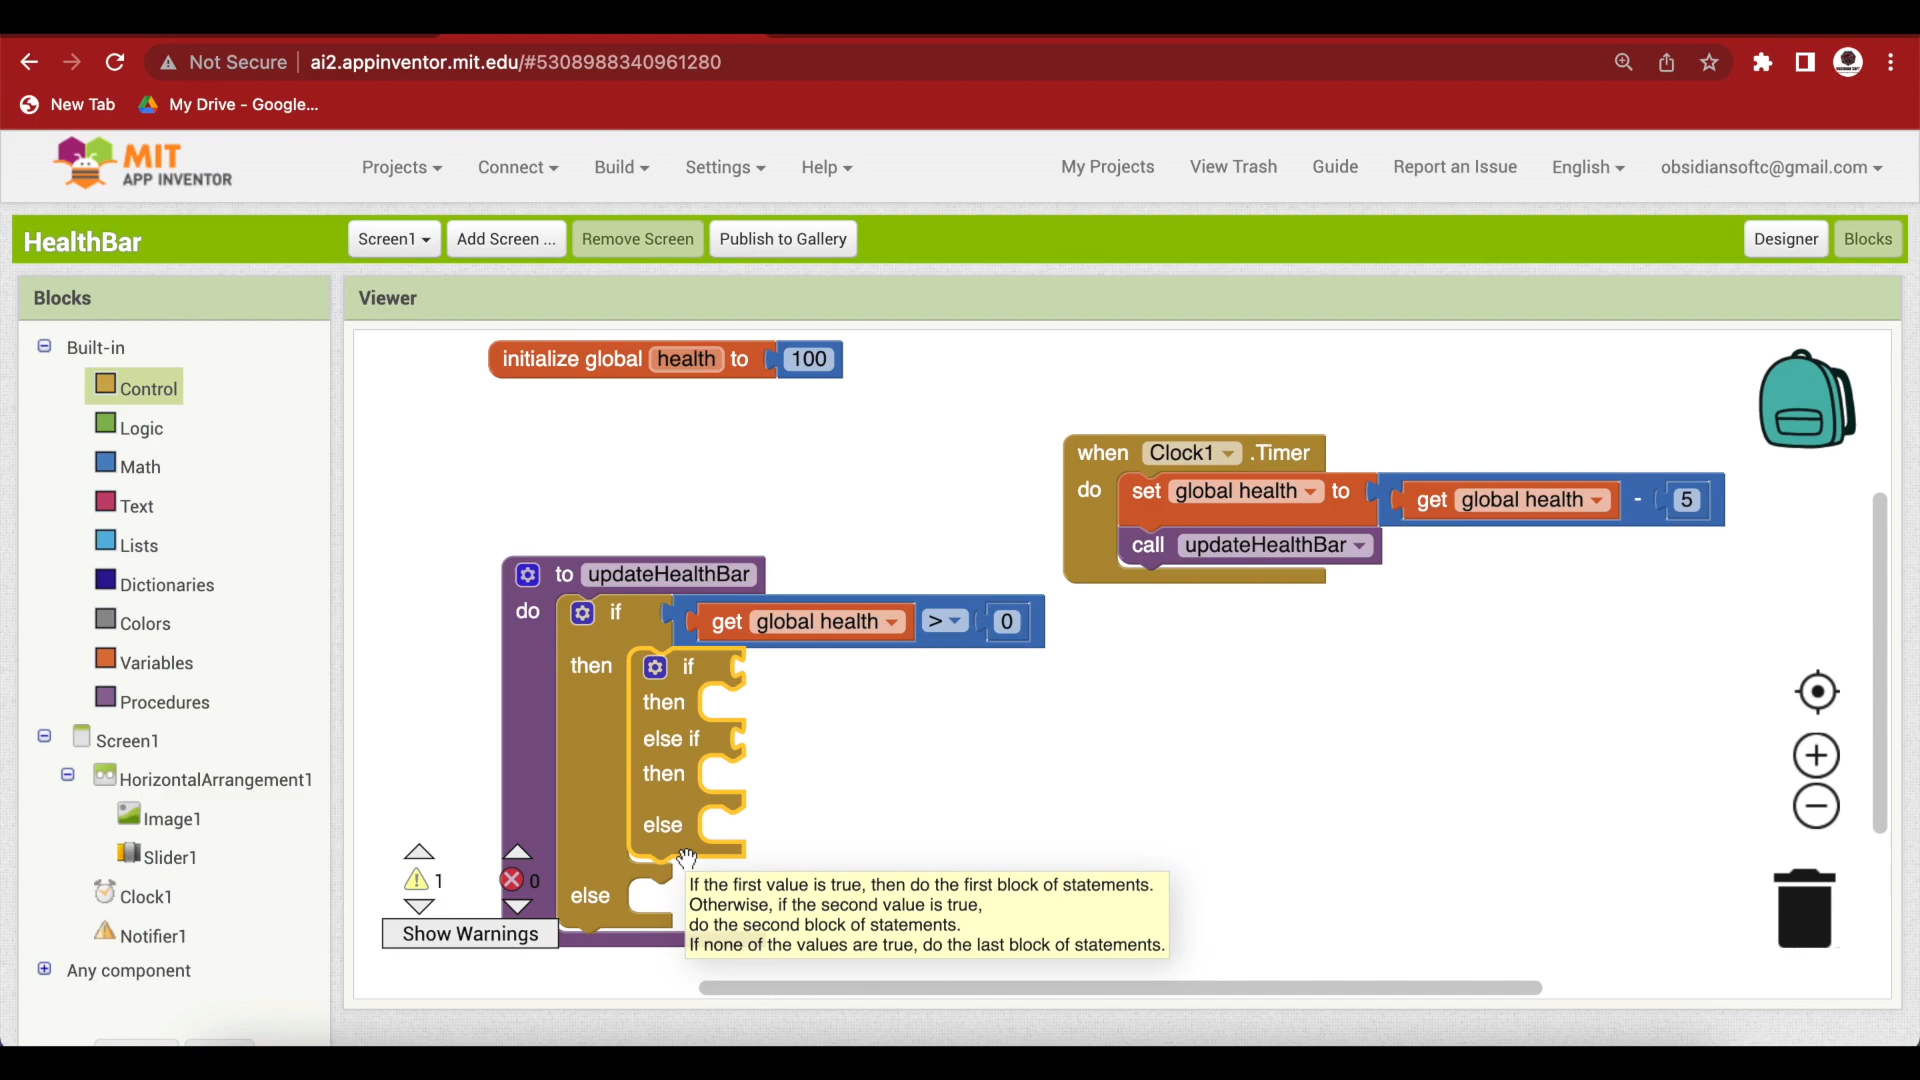 Not Secure ai2.appinventor.mit.edu/#5308988340961280
New Tab My Drive - Google...
MIT
APP INVENTOR
Projects Connect Build Settings Help My Projects View Trash Guide Report an Issue English obsidiansoftc@gmail.com
HealthBar Screen1 Add Screen ... Remove Screen Publish to Gallery Designer Blocks
Blocks
Viewer
Built-in
Control
Logic
Math
Text
Lists
Dictionaries
Colors
Variables
Procedures
Screen1
HorizontalArrangement1
Image1
Slider1
Clock1
Notifier1
Any component
initialize global health to 100
when Clock1 .Timer
do set global health to get global health - 5
call updateHealthBar
to updateHealthBar
do if get global health > 0
then if
then
else if
then
else
else
1 0
Show Warnings
If the first value is true, then do the first block of statements.
Otherwise, if the second value is true,
do the second block of statements.
If none of the values are true, do the last block of statements.